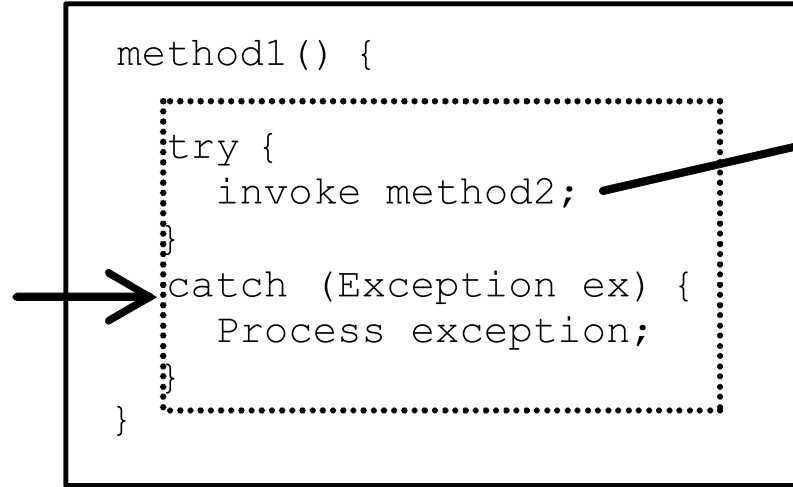 method1() {
try {
invoke method2;
}
catch (Exception ex) {
Process exception;
}
}